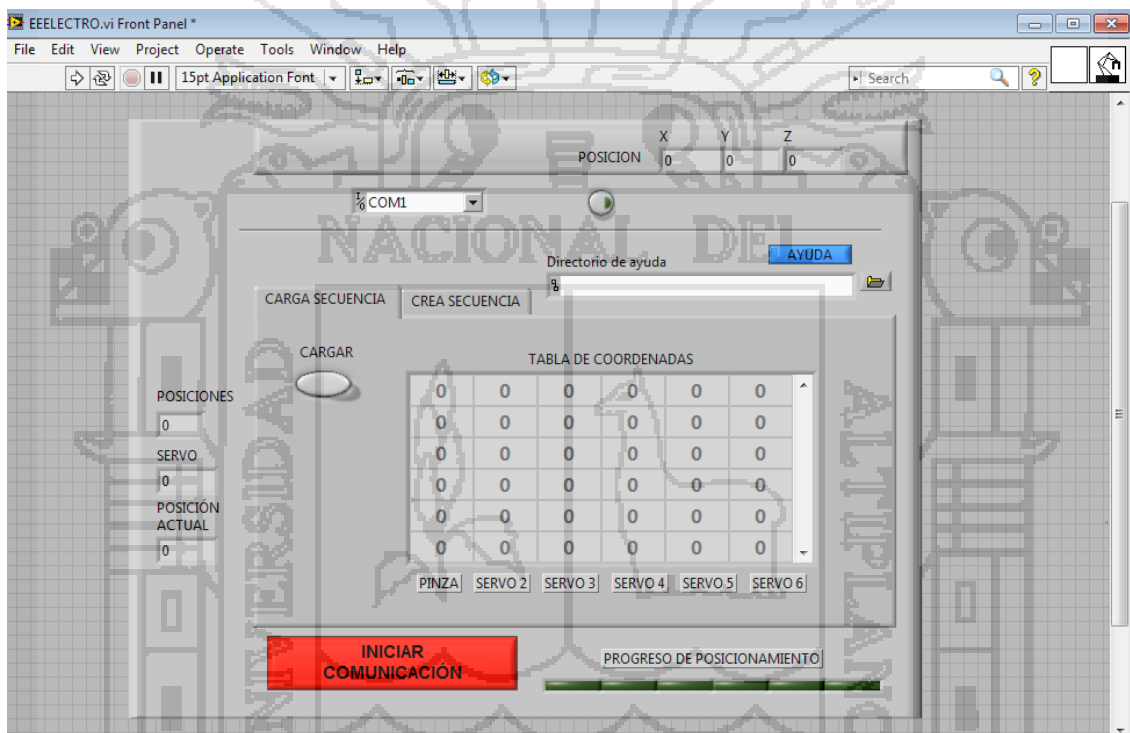 EEELECTRO.vi Front Panel *
File Edit View Project Operate Tools Window Help
15pt Application Font
Search
X Y Z
POSICION 0 0 0
COM1
NACIONAL DEL
AYUDA
Directorio de ayuda
CARGA SECUENCIA CREA SECUENCIA
CARGAR
TABLA DE COORDENADAS
0 0 0 0 0 0
0 0 0 0 0 0
0 0 0 0 0 0
0 0 0 0 0 0
0 0 0 0 0 0
0 0 0 0 0 0
PINZA SERVO 2 SERVO 3 SERVO 4 SERVO 5 SERVO 6
POSICIONES
0
SERVO
0
POSICIÓN
ACTUAL
0
INICIAR
COMUNICACIÓN
PROGRESO DE POSICIONAMIENTO
UNIVERSIDAD
ALTIPLANO